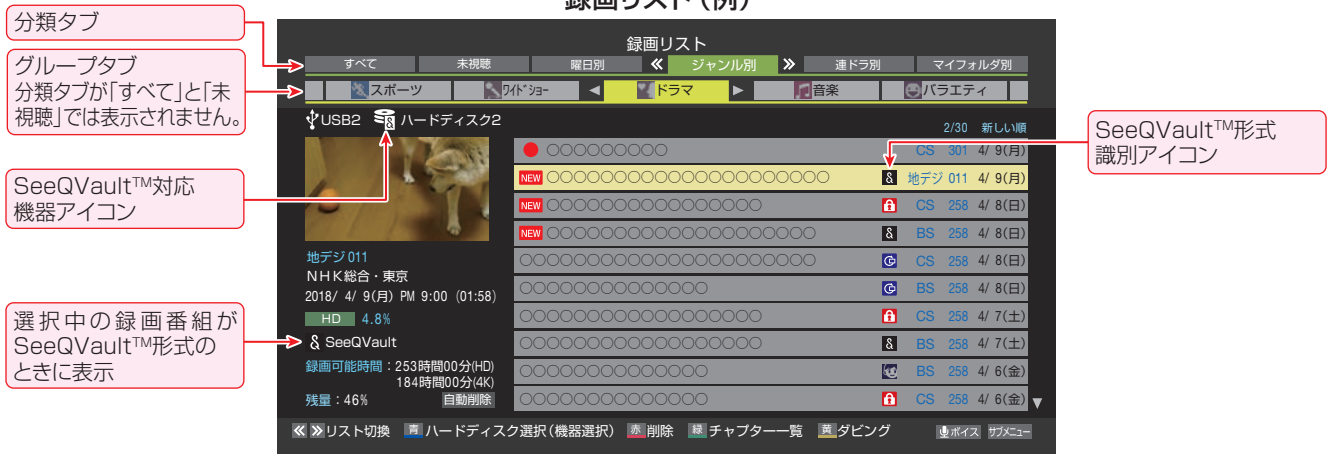 録画リスト（例）
分類タブ
グループタブ
分類タブが「すべて」と「未
視聴」では表示されません。
SeeQVault™対応
機器アイコン
選択中の録画番組が
SeeQVault™形式の
ときに表示
SeeQVault™形式
識別アイコン
録画リスト
すべて 未視聴 曜日別 ≪ ジャンル別 ≫ 連ドラ別 マイフォルダ別
スポーツ ワイドショー ◀ ドラマ ▶ 音楽 バラエティ
USB2 ハードディスク2
2/30 新しい順
○○○○○○○○○ CS 301 4/ 9(月)
NEW ○○○○○○○○○○○○○○○○○○○○○ & 地デジ 011 4/ 9(月)
NEW ○○○○○○○○○○○○○○○○ CS 258 4/ 8(日)
NEW ○○○○○○○○○○○○○○○○○○○○ & BS 258 4/ 8(日)
○○○○○○○○○○○○○○○○○○○○○○ CS 258 4/ 8(日)
○○○○○○○○○○○○○○ BS 258 4/ 8(日)
○○○○○○○○○○○○○○○○○○ CS 258 4/ 7(土)
○○○○○○○○○○○○○○○○○○ & BS 258 4/ 7(土)
○○○○○○○○○○○○○○ BS 258 4/ 6(金)
○○○○○○○○○○○○○○ CS 258 4/ 6(金) ▼
地デジ 011
ＮＨＫ総合・東京
2018/ 4/ 9(月) PM 9:00 (01:58)
HD 4.8%
& SeeQVault
録画可能時間：253時間00分(HD)
184時間00分(4K)
残量：46% 自動削除
≪ ≫ リスト切換 青 ハードディスク選択(機器選択) 赤 削除 緑 チャプター一覧 黄 ダビング ボイス サブメニュー